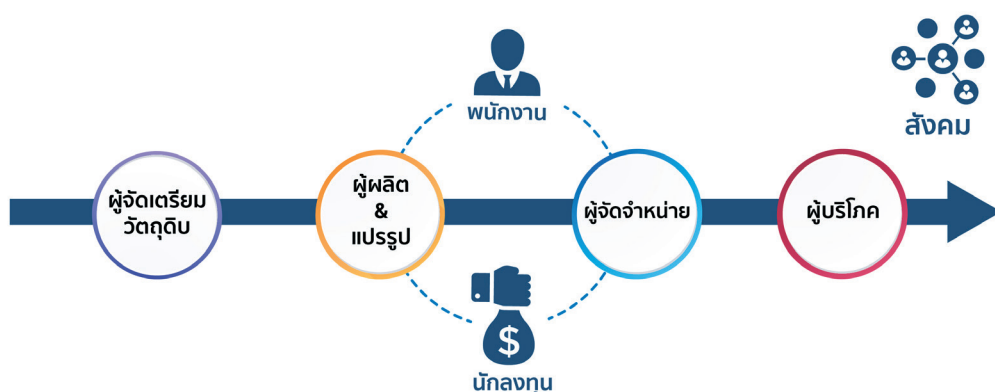 พนักงาน
สังคม
ผู้จัดเตรียม
วัตถุดิบ
ผู้ผลิต
&
แปรรูป
ผู้จัดจำหน่าย
ผู้บริโภค
$
นักลงทุน